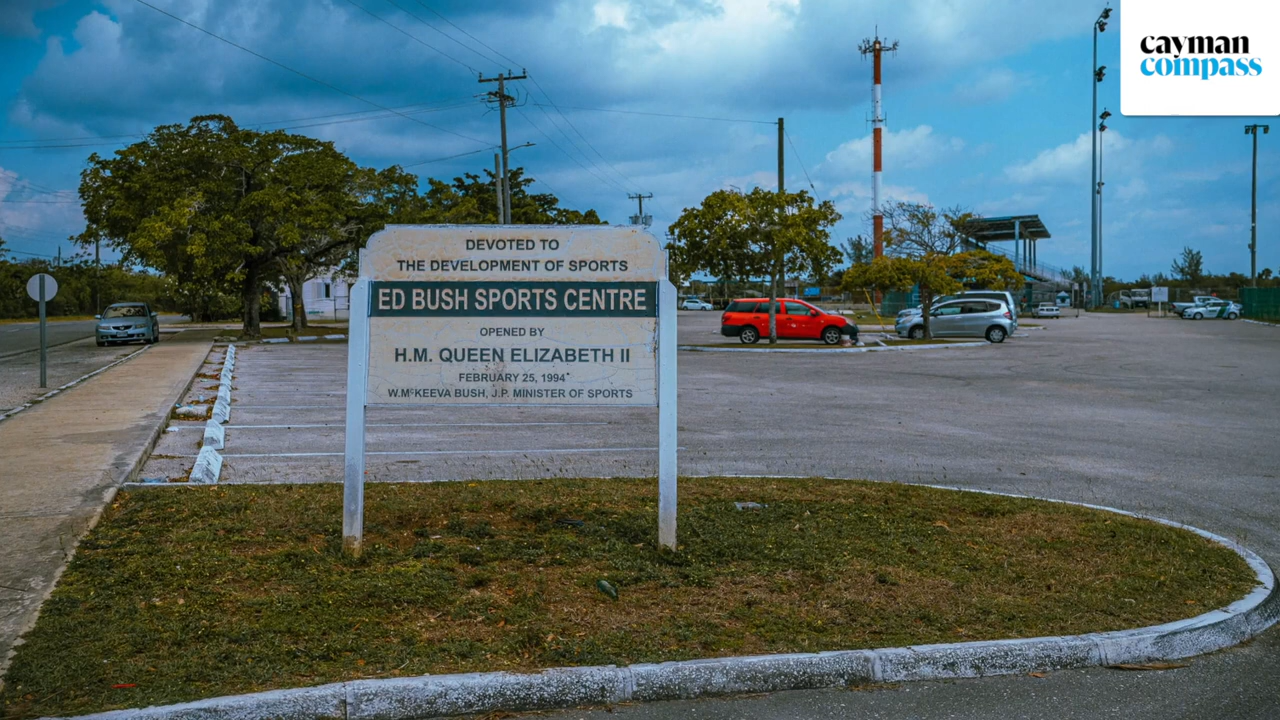 cayman
compass
DEVOTED TO
THE DEVELOPMENT OF SPORTS
ED BUSH SPORTS CENTRE
OPENED BY
H.M. QUEEN ELIZABETH II
FEBRUARY 25, 1994
W.McKEEVA BUSH, J.P. MINISTER OF SPORTS